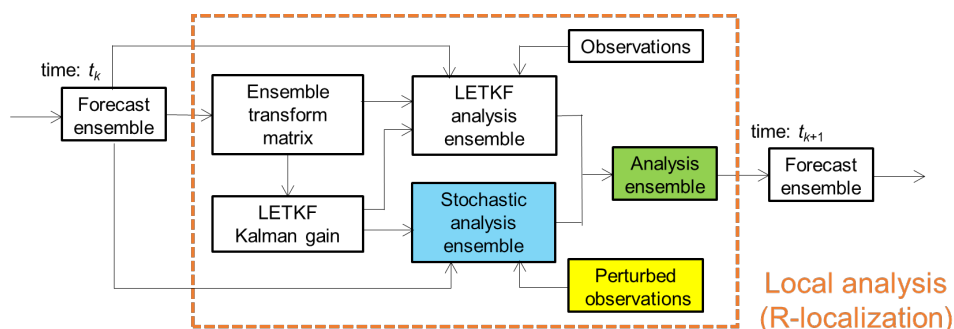 time: tk
Forecast
ensemble
Ensemble
transform
matrix
LETKF
Kalman gain
LETKF
analysis
ensemble
Observations
Stochastic
analysis
ensemble
Perturbed
observations
Analysis
ensemble
time: tk+1
Forecast
ensemble
Local analysis
(R-localization)